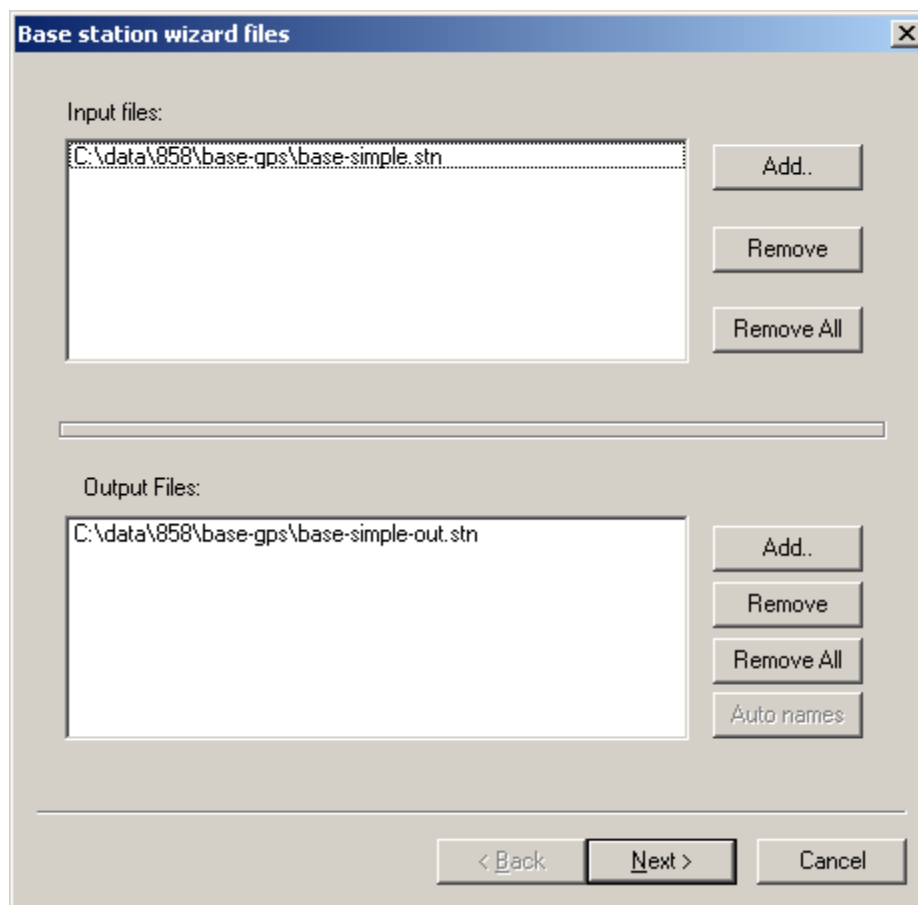 Base station wizard files
Input files:
C:\data\858\base-gps\base-simple.stn
Add..
Remove
Remove All
Output Files:
C:\data\858\base-gps\base-simple-out.stn
Add..
Remove
Remove All
Auto names
< Back
Next >
Cancel